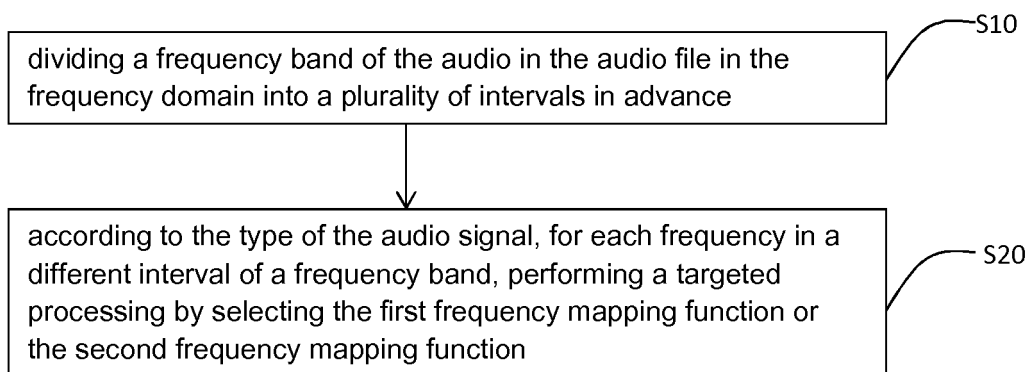 S10
dividing a frequency band of the audio in the audio file in the
frequency domain into a plurality of intervals in advance
according to the type of the audio signal, for each frequency in a
different interval of a frequency band, performing a targeted
processing by selecting the first frequency mapping function or
the second frequency mapping function
S20